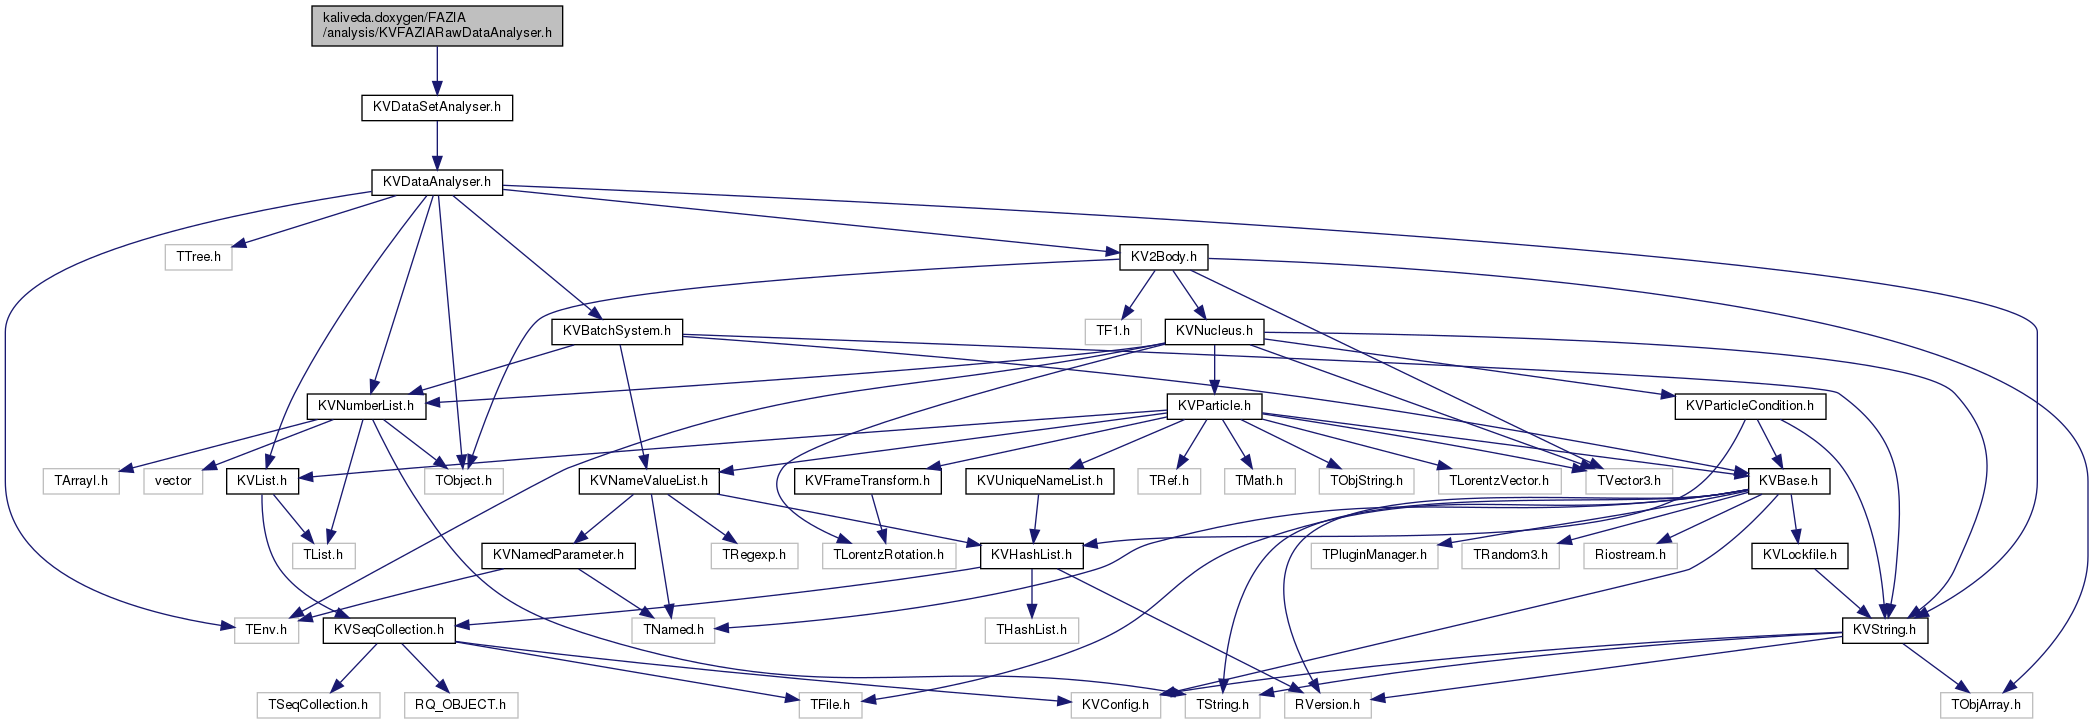 kaliveda.doxygen/FAZIA
/analysis/KVFAZIARawDataAnalyser.h
KVDataSetAnalyser.h
KVDataAnalyser.h
TTree.h
KV2Body.h
KVBatchSystem.h
TF1.h
KVNucleus.h
KVNumberList.h
KVParticle.h
KVParticleCondition.h
TArrayI.h
vector
KVList.h
TObject.h
KVNameValueList.h
KVFrameTransform.h
KVUniqueNameList.h
TRef.h
TMath.h
TObjString.h
TLorentzVector.h
TVector3.h
KVBase.h
TList.h
KVNamedParameter.h
TRegexp.h
TLorentzRotation.h
KVHashList.h
TPluginManager.h
TRandom3.h
Riostream.h
KVLockfile.h
TEnv.h
KVSeqCollection.h
TNamed.h
THashList.h
KVString.h
TSeqCollection.h
RQ_OBJECT.h
TFile.h
KVConfig.h
TString.h
RVersion.h
TObjArray.h